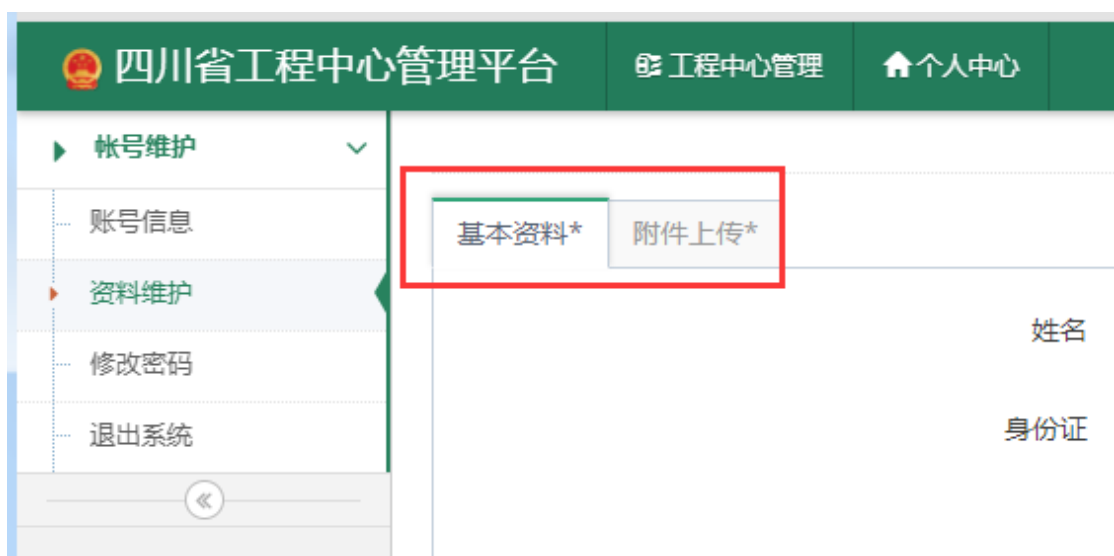 四川省工程中心管理平台 工程中心管理 个人中心
帐号维护
账号信息
基本资料* 附件上传*
资料维护
姓名
修改密码
身份证
退出系统